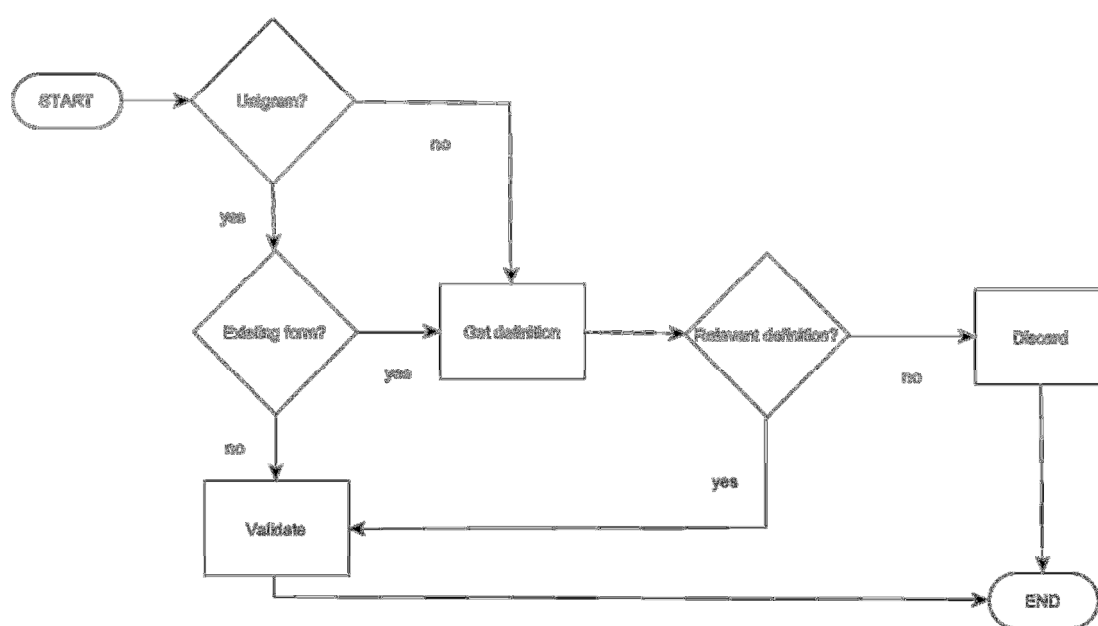 START
Unigram?
no
yes
Existing form?
yes
Get definition
Relevant definition?
no
Discard
no
yes
Validate
END